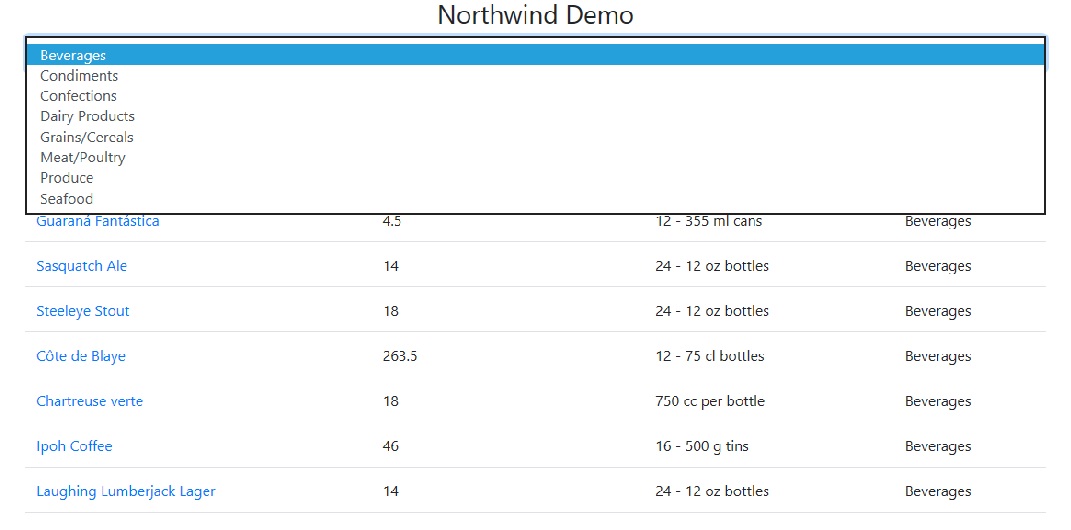 Northwind Demo
Beverages
Condiments
Confections
Dairy Products
Grains/Cereals
Meat/Poultry
Produce
Seafood
Guaraná Fantástica 4.5 12 - 355 ml cans Beverages
Sasquatch Ale 14 24 - 12 oz bottles Beverages
Steeleye Stout 18 24 - 12 oz bottles Beverages
Côte de Blaye 263.5 12 - 75 cl bottles Beverages
Chartreuse verte 18 750 cc per bottle Beverages
Ipoh Coffee 46 16 - 500 g tins Beverages
Laughing Lumberjack Lager 14 24 - 12 oz bottles Beverages